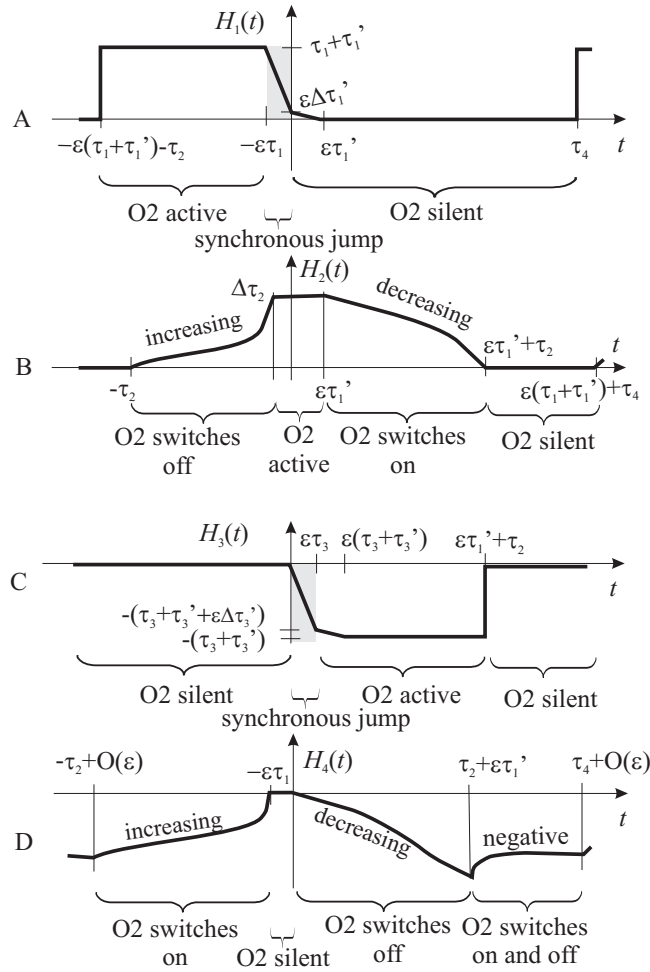 H₁(t)
τ₁+τ₁’
εΔτ₁’
A
−ε(τ₁+τ₁’)-τ₂
−ετ₁
ετ₁’
τ₄
t
O2 active
O2 silent
synchronous jump
H₂(t)
Δτ₂
increasing
decreasing
B
-τ₂
ετ₁’
ετ₁’+τ₂
t
ε(τ₁+τ₁’)+τ₄
O2 switches off
O2 active
O2 switches on
O2 silent
H₃(t)
ετ₃
ε(τ₃+τ₃’)
ετ₁’+τ₂
C
t
-(τ₃+τ₃’+εΔτ₃’)
-(τ₃+τ₃’)
O2 silent
O2 active
O2 silent
synchronous jump
-τ₂+O(ε)
−ετ₁
H₄(t)
τ₂+ετ₁’
τ₄+O(ε)
t
D
increasing
decreasing
negative
O2 switches on
O2 silent
O2 switches off
O2 switches on and off